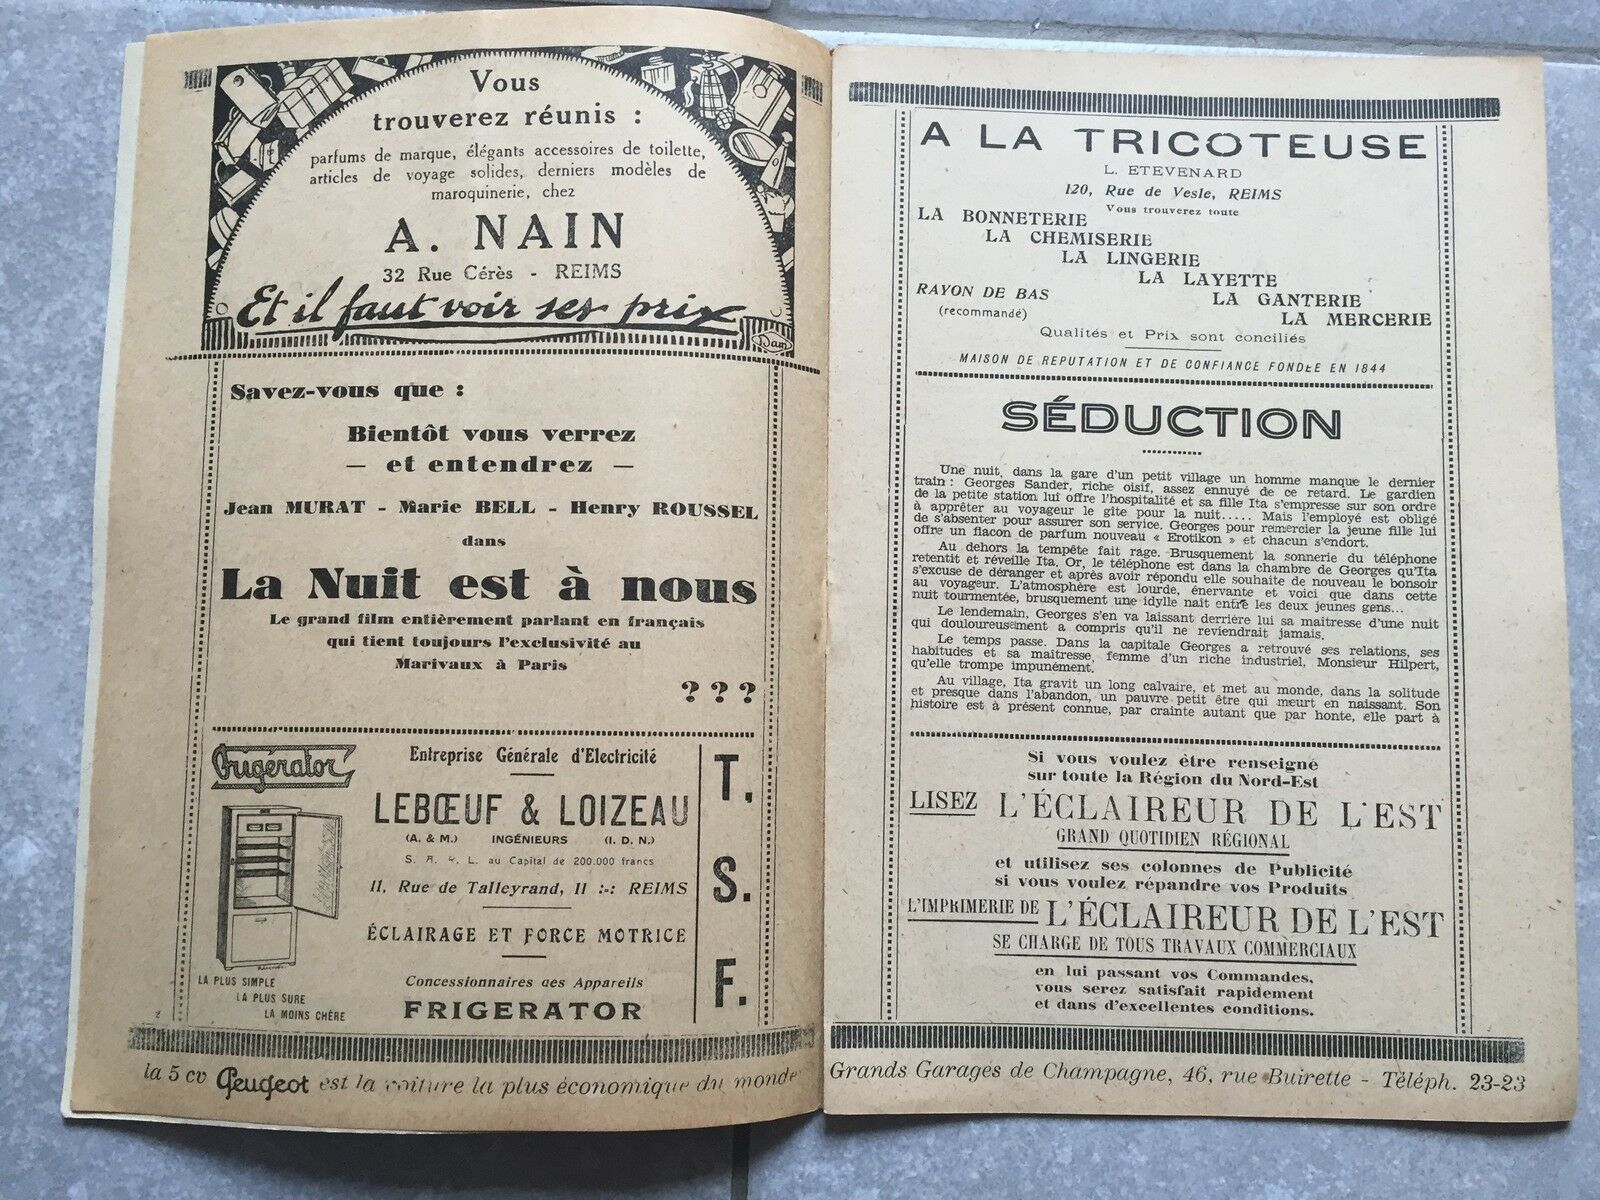 Vous
trouverez réunis :
parfums de marque, élégants accessoires de toilette,
articles de voyage solides, derniers modèles de
maroquinerie, chez
A. NAIN
32 Rue Cérès - REIMS
Et il faut voir ses prix
Dam
Savez-vous que :
Bientôt vous verrez
— et entendrez —
Jean MURAT - Marie BELL - Henry ROUSSEL
dans
La Nuit est à nous
Le grand film entièrement parlant en français
qui tient toujours l'exclusivité au
Marivaux à Paris
? ? ?
Frigérator
LA PLUS SIMPLE
LA PLUS SURE
LA MOINS CHÈRE
Entreprise Générale d'Electricité
LEBŒUF & LOIZEAU
(A. & M.) INGÉNIEURS (I. D. N.)
S. A. R. L. au Capital de 200.000 francs
11, Rue de Talleyrand, 11 :-: REIMS
ÉCLAIRAGE ET FORCE MOTRICE
Concessionnaires des Appareils
FRIGERATOR
T.
S.
F.
la 5 cv Peugeot est la voiture la plus économique du monde
A LA TRICOTEUSE
L. ETEVENARD
120, Rue de Vesle, REIMS
Vous trouverez toute
LA BONNETERIE
LA CHEMISERIE
LA LINGERIE
LA LAYETTE
LA GANTERIE
LA MERCERIE
RAYON DE BAS
(recommandé)
Qualités et Prix sont conciliés
MAISON DE REPUTATION ET DE CONFIANCE FONDÉE EN 1844
SÉDUCTION
Une nuit, dans la gare d'un petit village un homme manque le dernier
train : Georges Sander, riche oisif, assez ennuyé de ce retard. Le gardien
de la petite station lui offre l'hospitalité et sa fille Ita s'empresse sur son ordre
à apprêter au voyageur le gîte pour la nuit..... Mais l'employé est obligé
de s'absenter pour assurer son service. Georges pour remercier la jeune fille lui
offre un flacon de parfum nouveau « Erotikon » et chacun s'endort.
Au dehors la tempête fait rage. Brusquement la sonnerie du téléphone
retentit et réveille Ita. Or, le téléphone est dans la chambre de Georges qu'Ita
s'excuse de déranger et après avoir répondu elle souhaite de nouveau le bonsoir
au voyageur. L'atmosphère est lourde, énervante et voici que dans cette
nuit tourmentée, brusquement une idylle naît entre les deux jeunes gens...
Le lendemain, Georges s'en va laissant derrière lui sa maitresse d'une nuit
qui douloureusement a compris qu'il ne reviendrait jamais.
Le temps passe. Dans la capitale Georges a retrouvé ses relations, ses
habitudes et sa maîtresse, femme d'un riche industriel, Monsieur Hilpert,
qu'elle trompe impunément.
Au village, Ita gravit un long calvaire, et met au monde, dans la solitude
et presque dans l'abandon, un pauvre petit être qui meurt en naissant. Son
histoire est à présent connue, par crainte autant que par honte, elle part à
Si vous voulez être renseigné
sur toute la Région du Nord-Est
LISEZ L'ÉCLAIREUR DE L'EST
GRAND QUOTIDIEN RÉGIONAL
et utilisez ses colonnes de Publicité
si vous voulez répandre vos Produits
L'IMPRIMERIE DE L'ÉCLAIREUR DE L'EST
SE CHARGE DE TOUS TRAVAUX COMMERCIAUX
en lui passant vos Commandes,
vous serez satisfait rapidement
et dans d'excellentes conditions.
Grands Garages de Champagne, 46, rue Buirette - Téléph. 23-23